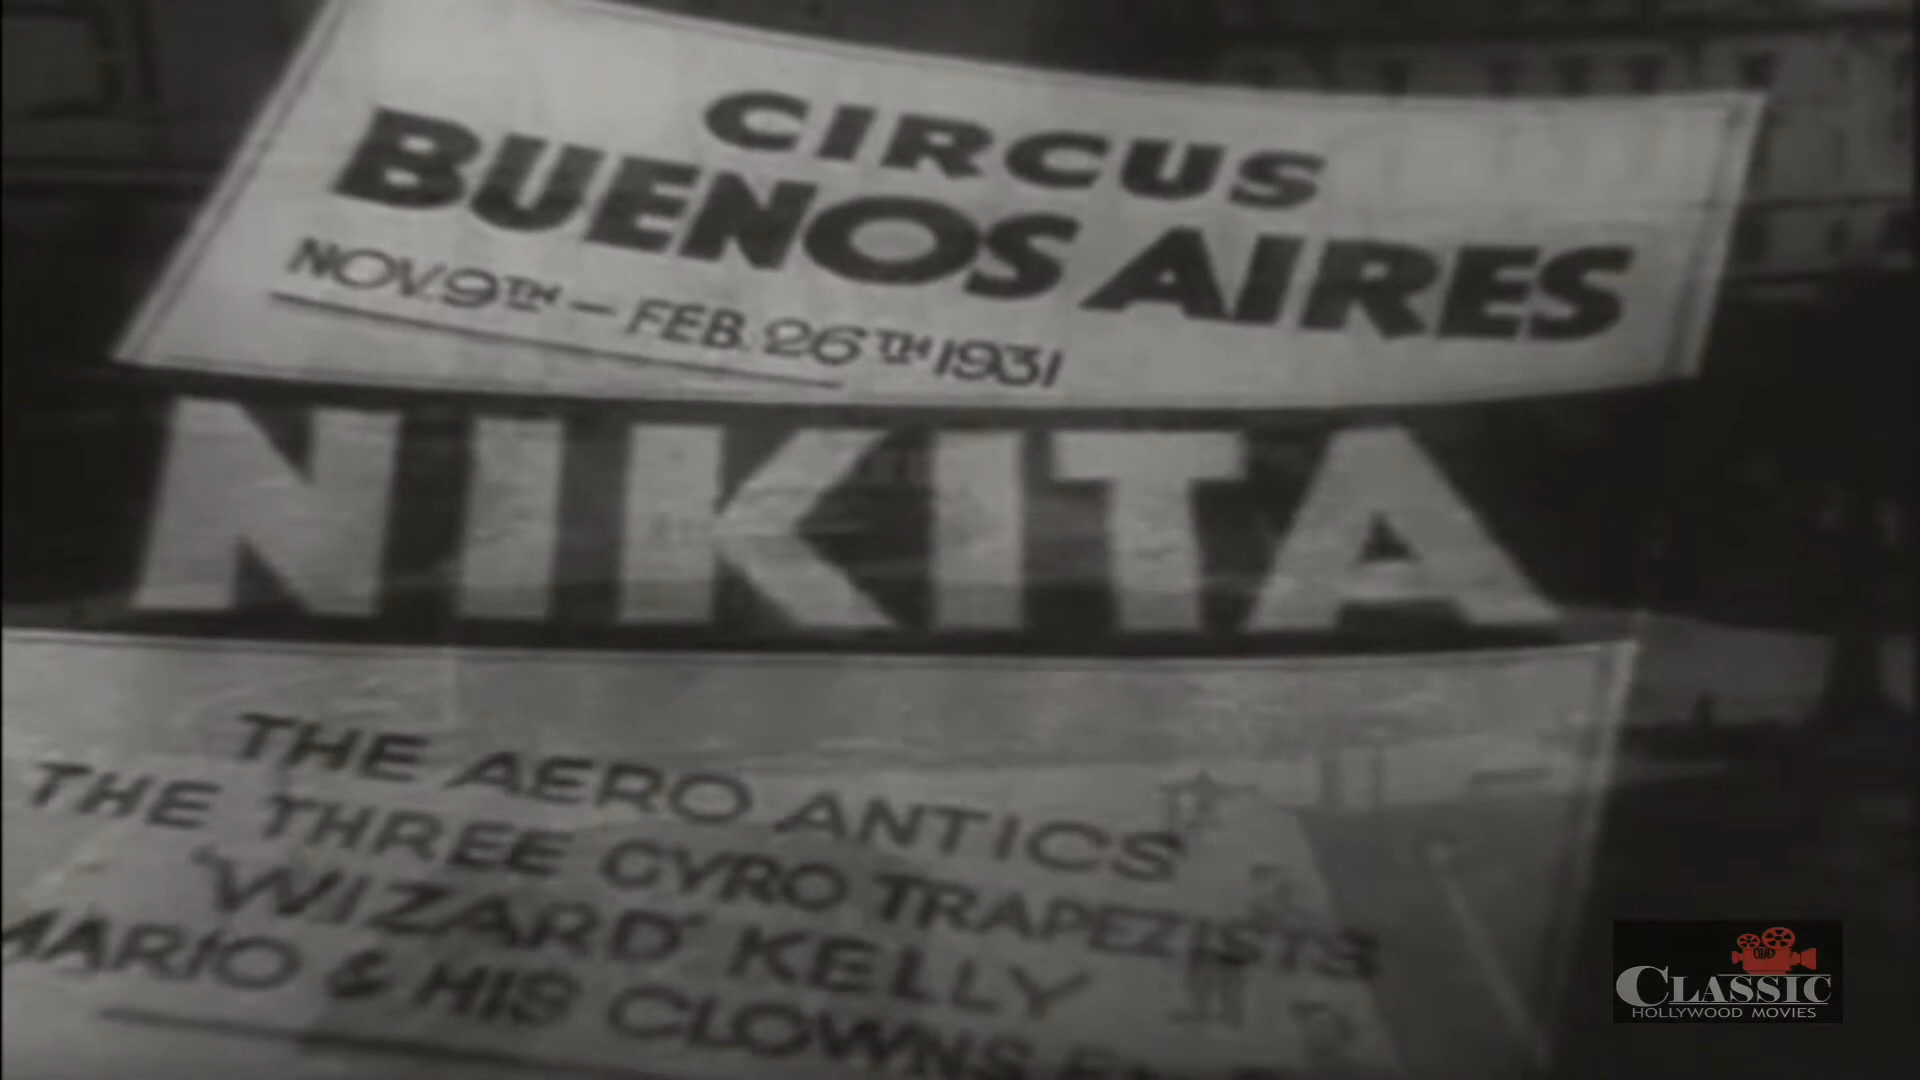 CIRCUS
BUENOS AIRES
NOV. 9TH — FEB. 26TH 1931
NIKITA
THE AERO ANTICS
THE THREE GYRO TRAPEZISTS
'WIZARD' KELLY
MARIO & HIS CLOWNS
CLASSIC
HOLLYWOOD MOVIES